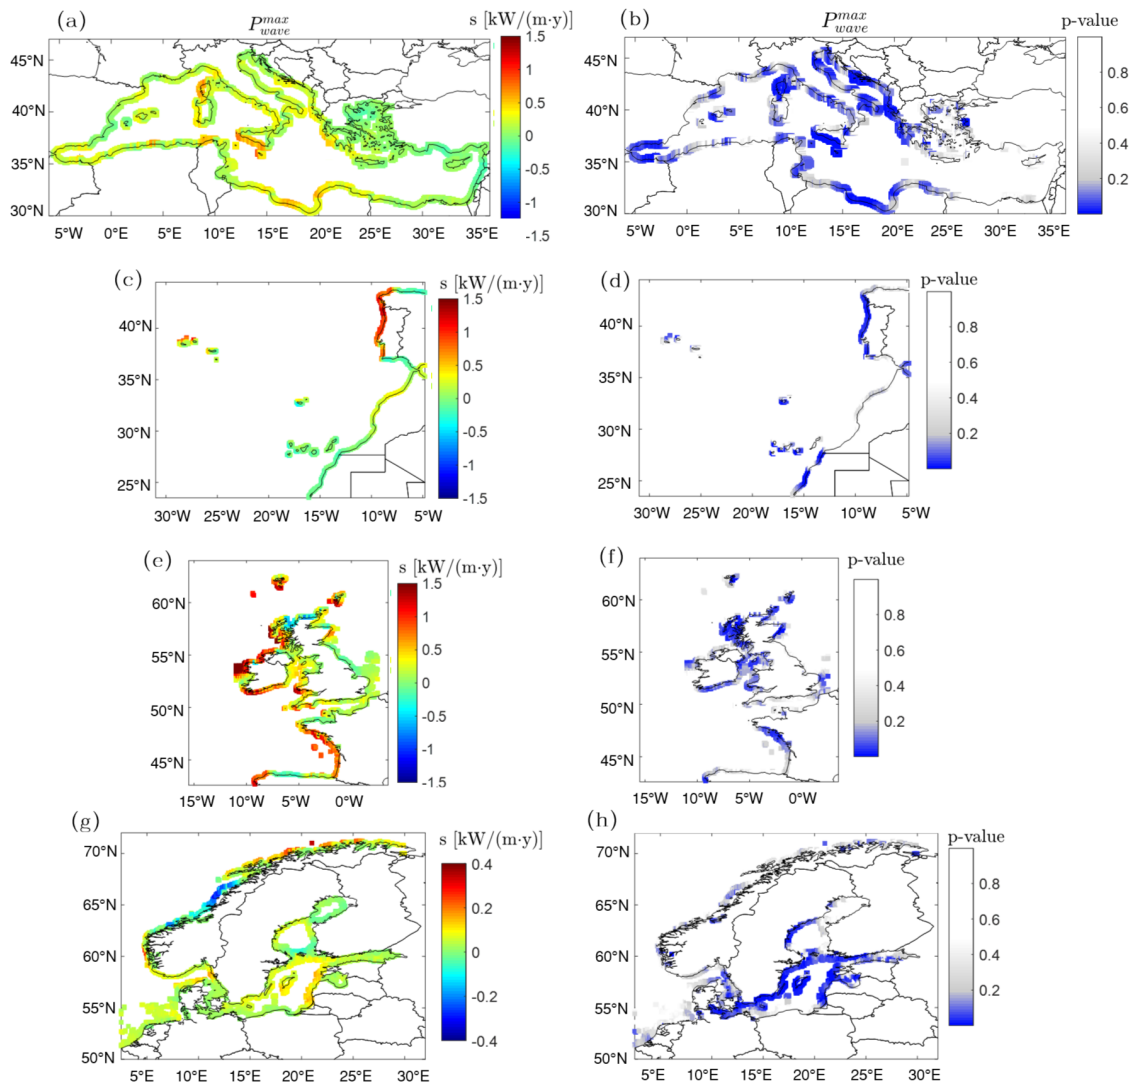 (a) P^{max}_{wave} s [kW/(m·y)]
45°N
40°N
35°N
30°N
5°W 0°E 5°E 10°E 15°E 20°E 25°E 30°E 35°E
1.5
1
0.5
0
-0.5
-1
-1.5
(b) P^{max}_{wave} p-value
45°N
40°N
35°N
30°N
5°W 0°E 5°E 10°E 15°E 20°E 25°E 30°E 35°E
0.8
0.6
0.4
0.2
(c) s [kW/(m·y)]
40°N
35°N
30°N
25°N
30°W 25°W 20°W 15°W 10°W 5°W
1.5
1
0.5
0
-0.5
-1
-1.5
(d) p-value
40°N
35°N
30°N
25°N
30°W 25°W 20°W 15°W 10°W 5°W
0.8
0.6
0.4
0.2
(e) s [kW/(m·y)]
60°N
55°N
50°N
45°N
15°W 10°W 5°W 0°W
1.5
1
0.5
0
-0.5
-1
-1.5
(f) p-value
60°N
55°N
50°N
45°N
15°W 10°W 5°W 0°W
0.8
0.6
0.4
0.2
(g) s [kW/(m·y)]
70°N
65°N
60°N
55°N
50°N
5°E 10°E 15°E 20°E 25°E 30°E
0.4
0.2
0
-0.2
-0.4
(h) p-value
70°N
65°N
60°N
55°N
50°N
5°E 10°E 15°E 20°E 25°E 30°E
0.8
0.6
0.4
0.2